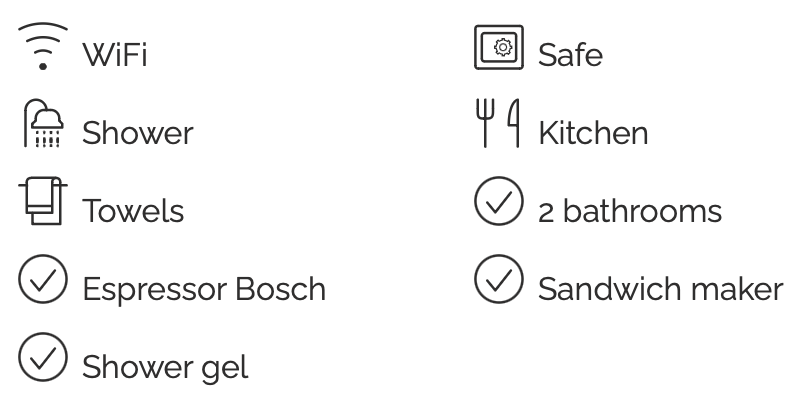 WiFi
Safe
Shower
Kitchen
Towels
2 bathrooms
Espressor Bosch
Sandwich maker
Shower gel